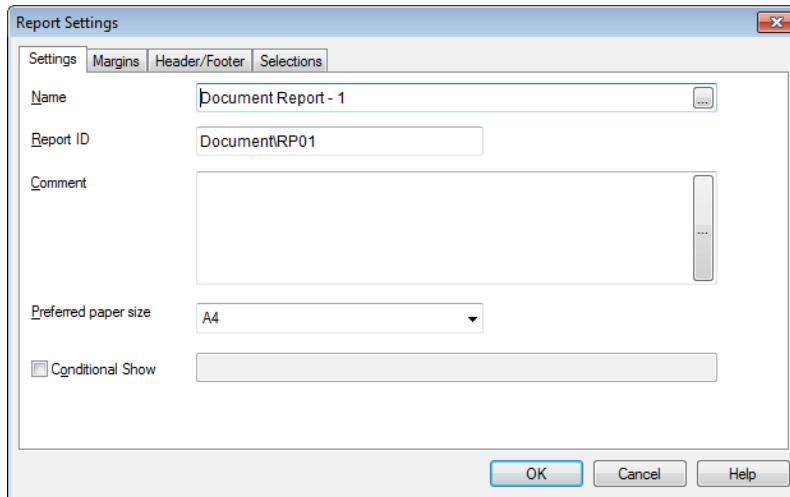 Report Settings
Settings Margins Header/Footer Selections
Name Document Report - 1 ...
Report ID Document\RP01
Comment
...
Preferred paper size A4
Conditional Show
OK Cancel Help